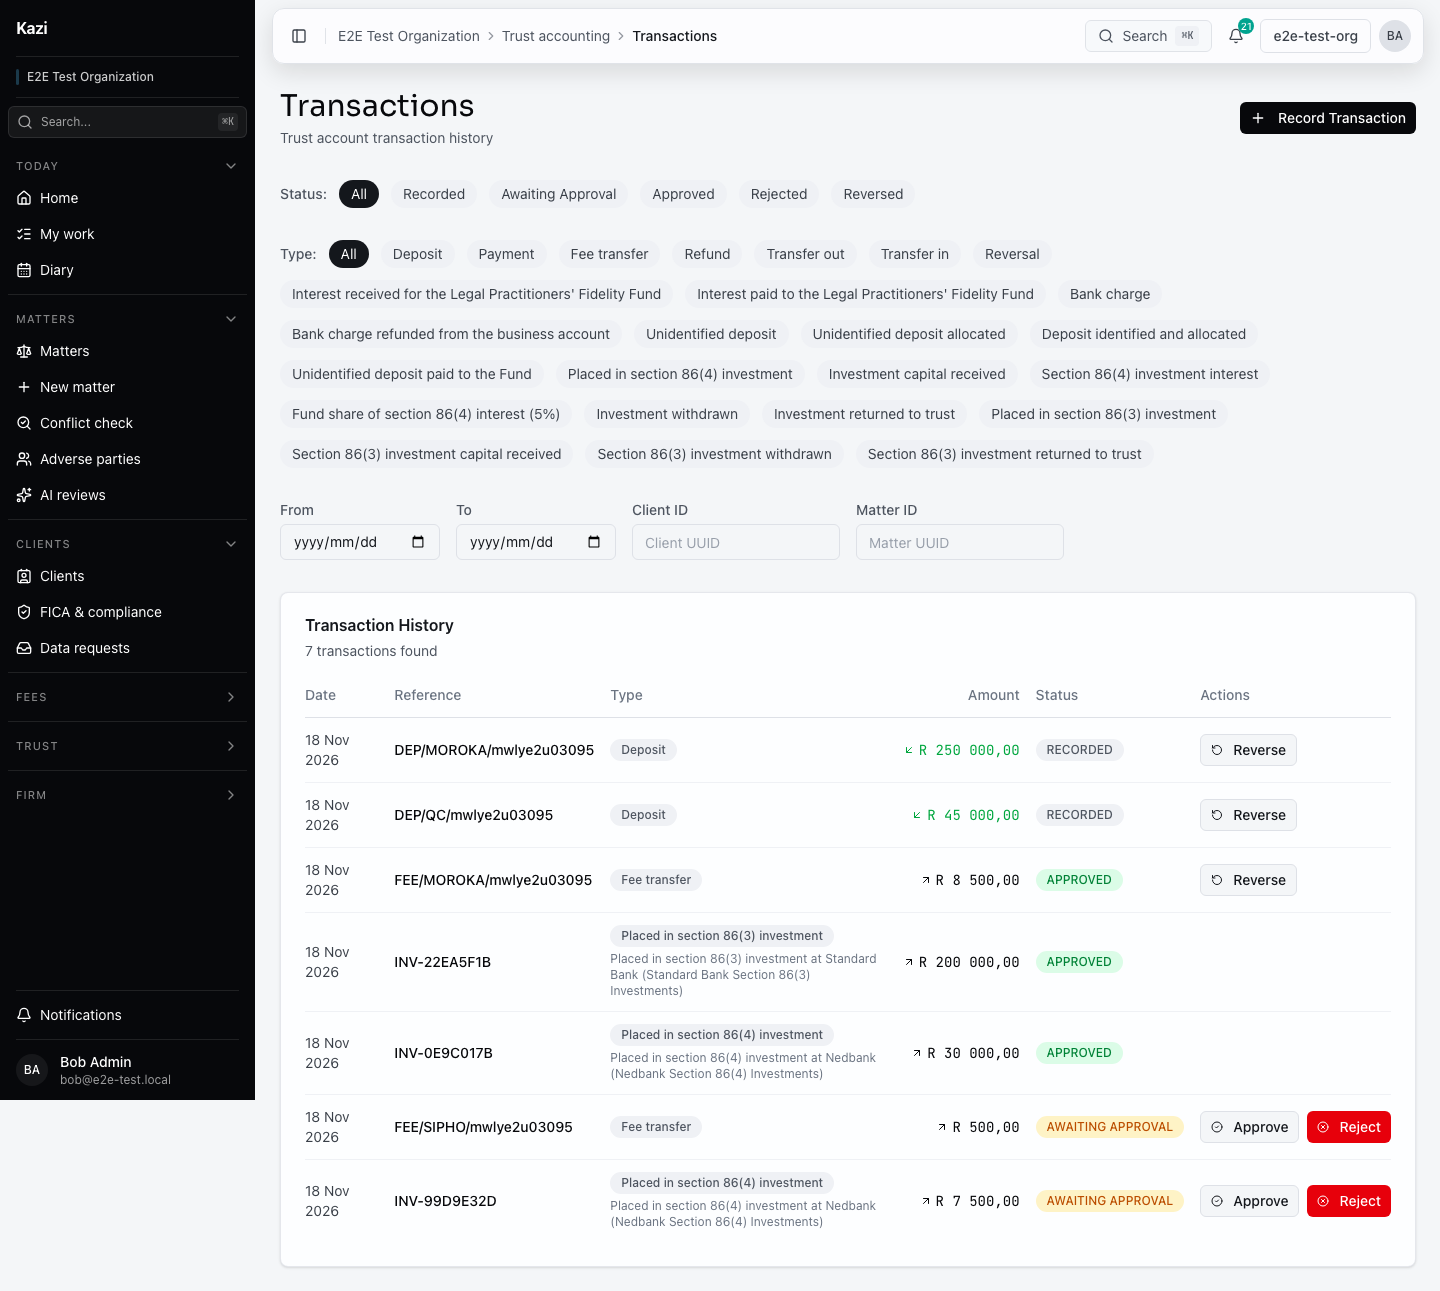 Kazi
E2E Test Organization
Search...
⌘K
TODAY
Home
My work
Diary
MATTERS
Matters
New matter
Conflict check
Adverse parties
AI reviews
CLIENTS
Clients
FICA & compliance
Data requests
FEES
TRUST
FIRM
Notifications
BA
Bob Admin
bob@e2e-test.local
E2E Test Organization > Trust accounting > Transactions
Search ⌘K
21
e2e-test-org
BA
Transactions
Trust account transaction history
Record Transaction
Status: All Recorded Awaiting Approval Approved Rejected Reversed
Type: All Deposit Payment Fee transfer Refund Transfer out Transfer in Reversal
Interest received for the Legal Practitioners' Fidelity Fund Interest paid to the Legal Practitioners' Fidelity Fund Bank charge
Bank charge refunded from the business account Unidentified deposit Unidentified deposit allocated Deposit identified and allocated
Unidentified deposit paid to the Fund Placed in section 86(4) investment Investment capital received Section 86(4) investment interest
Fund share of section 86(4) interest (5%) Investment withdrawn Investment returned to trust Placed in section 86(3) investment
Section 86(3) investment capital received Section 86(3) investment withdrawn Section 86(3) investment returned to trust
From To Client ID Matter ID
yyyy/mm/dd yyyy/mm/dd Client UUID Matter UUID
Transaction History
7 transactions found
Date Reference Type Amount Status Actions
18 Nov
2026
DEP/MOROKA/mwlye2u03095 Deposit R 250 000,00 RECORDED Reverse
18 Nov
2026
DEP/QC/mwlye2u03095 Deposit R 45 000,00 RECORDED Reverse
18 Nov
2026
FEE/MOROKA/mwlye2u03095 Fee transfer R 8 500,00 APPROVED Reverse
18 Nov
2026
INV-22EA5F1B
Placed in section 86(3) investment
Placed in section 86(3) investment at Standard
Bank (Standard Bank Section 86(3)
Investments)
R 200 000,00 APPROVED
18 Nov
2026
INV-0E9C017B
Placed in section 86(4) investment
Placed in section 86(4) investment at Nedbank
(Nedbank Section 86(4) Investments)
R 30 000,00 APPROVED
18 Nov
2026
FEE/SIPHO/mwlye2u03095 Fee transfer R 500,00 AWAITING APPROVAL Approve Reject
18 Nov
2026
INV-99D9E32D
Placed in section 86(4) investment
Placed in section 86(4) investment at Nedbank
(Nedbank Section 86(4) Investments)
R 7 500,00 AWAITING APPROVAL Approve Reject